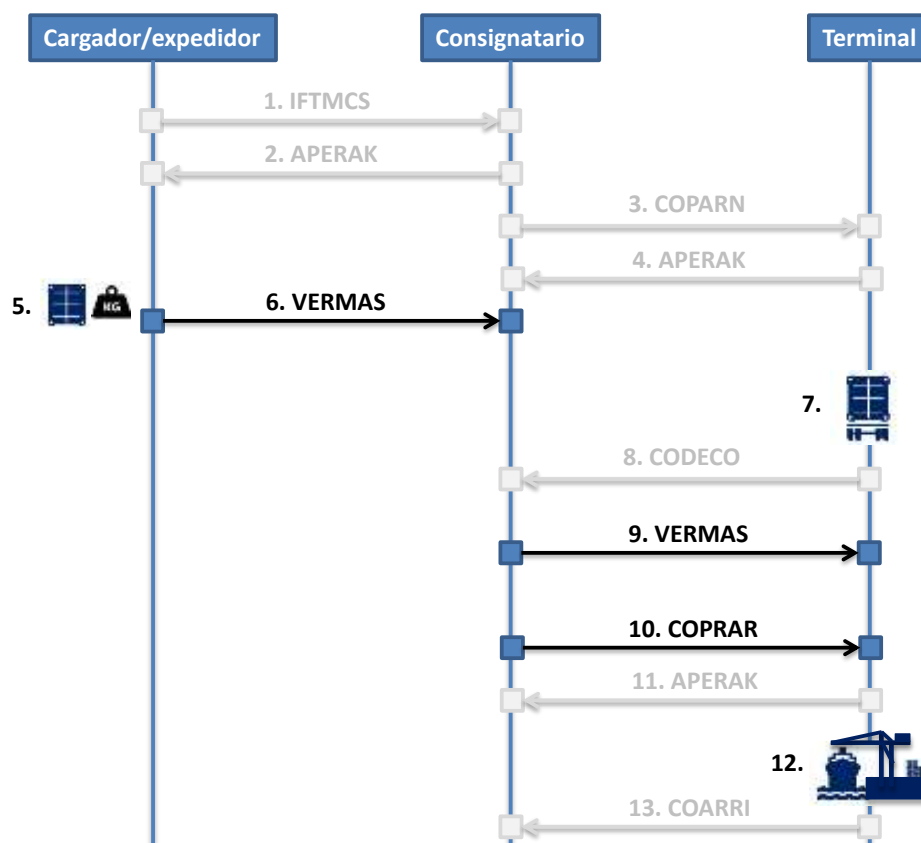 Cargador/expedidor
Consignatario
Terminal
1. IFTMCS
2. APERAK
3. COPARN
4. APERAK
5.
KG
6. VERMAS
7.
8. CODECO
9. VERMAS
10. COPRAR
11. APERAK
12.
13. COARRI